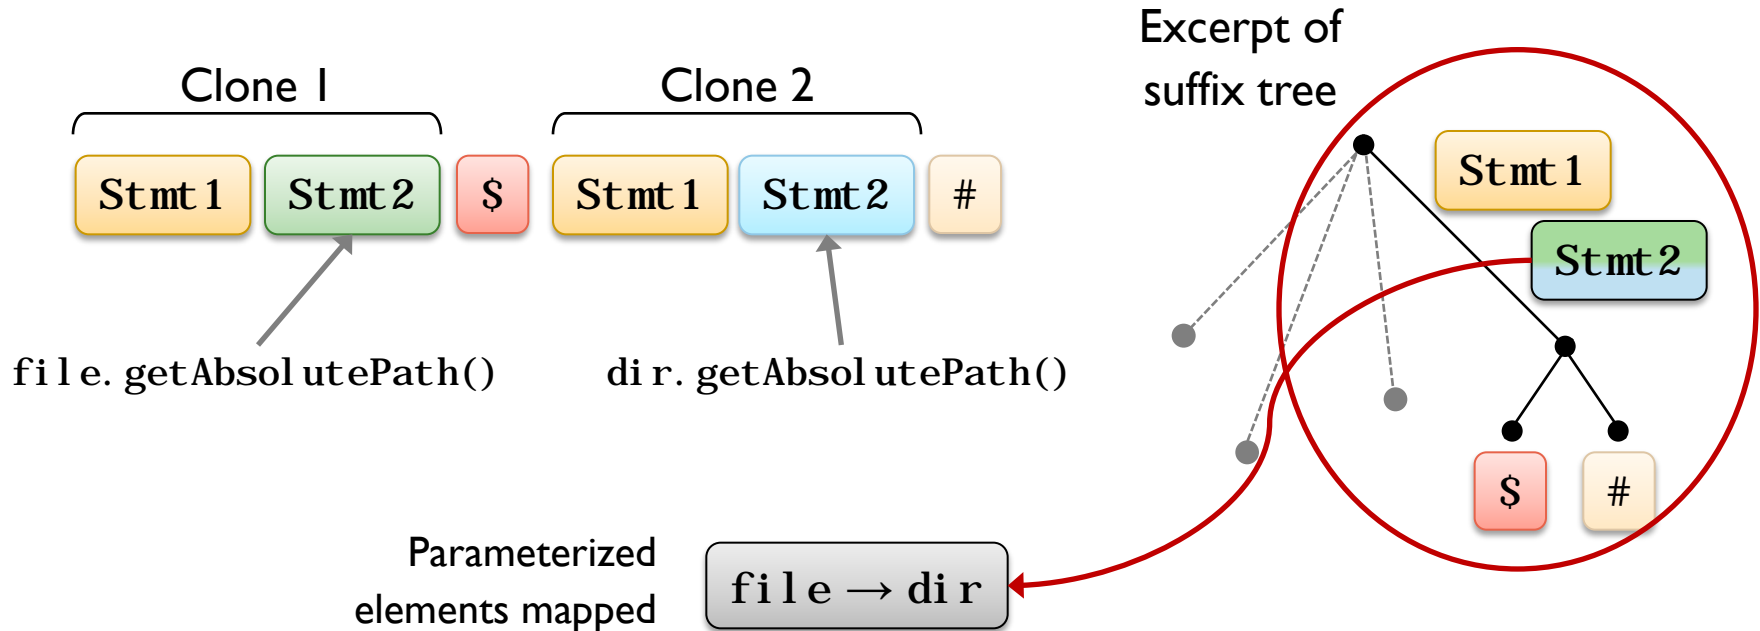 Excerpt of
suffix tree
Clone 1
Clone 2
Stmt1 Stmt2 $ Stmt1 Stmt2 #
Stmt1
Stmt2
file.getAbsolutePath()
dir.getAbsolutePath()
$ #
Parameterized
elements mapped
file → dir